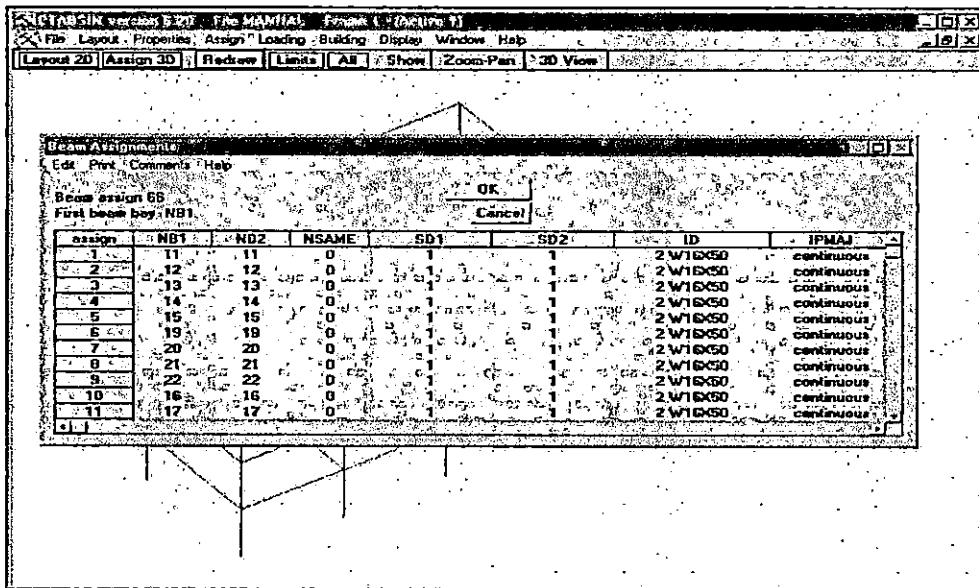 ETABSIN version 6.20 File MANUAL Frame 1 (Active 1)
File Layout Properties Assign Loading Building Display Window Help
Layout 2D Assign 3D Redraw Limits All Show Zoom-Pan 3D View
Beam Assignments
Edit Print Comments Help
Beam assign 66
First beam bay, NB1
OK
Cancel
assign NB1 ND2 NSAME SD1 SD2 ID IPMAJ
1 11 11 0 1 1 2 W16X50 continuous
2 12 12 0 1 1 2 W16X50 continuous
3 13 13 0 1 1 2 W16X50 continuous
4 14 14 0 1 1 2 W16X50 continuous
5 15 15 0 1 1 2 W16X50 continuous
6 19 19 0 1 1 2 W16X50 continuous
7 20 20 0 1 1 2 W16X50 continuous
8 21 21 0 1 1 2 W16X50 continuous
9 22 22 0 1 1 2 W16X50 continuous
10 16 16 0 1 1 2 W16X50 continuous
11 17 17 0 1 1 2 W16X50 continuous